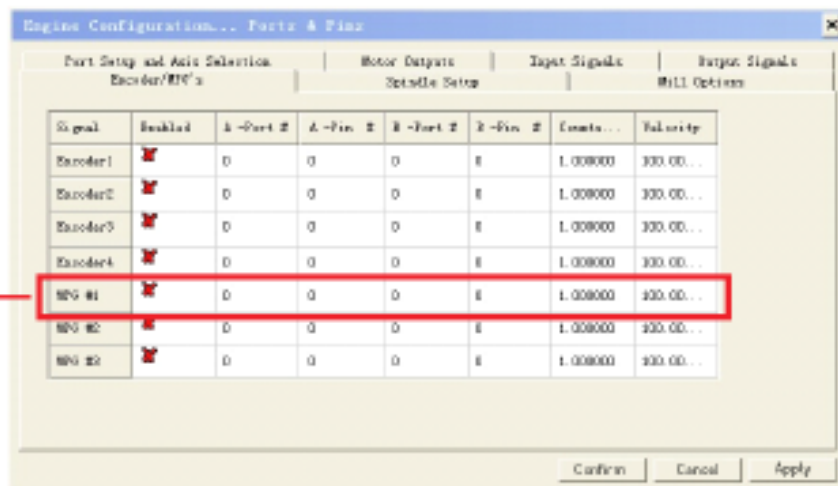 Engine Configuration... Ports & Pins
Port Setup and Axis Selection Motor Outputs Input Signals Output Signals
Encoder/MPG's Spindle Setup Mill Options
Signal Enabled A -Port # A -Pin # B -Port # B -Pin # Counts... Velocity
Encoder1 0 0 0 0 1.000000 100.00...
Encoder2 0 0 0 0 1.000000 100.00...
Encoder3 0 0 0 0 1.000000 100.00...
Encoder4 0 0 0 0 1.000000 100.00...
MPG #1 0 0 0 0 1.000000 100.00...
MPG #2 0 0 0 0 1.000000 100.00...
MPG #3 0 0 0 0 1.000000 100.00...
Confirm Cancel Apply